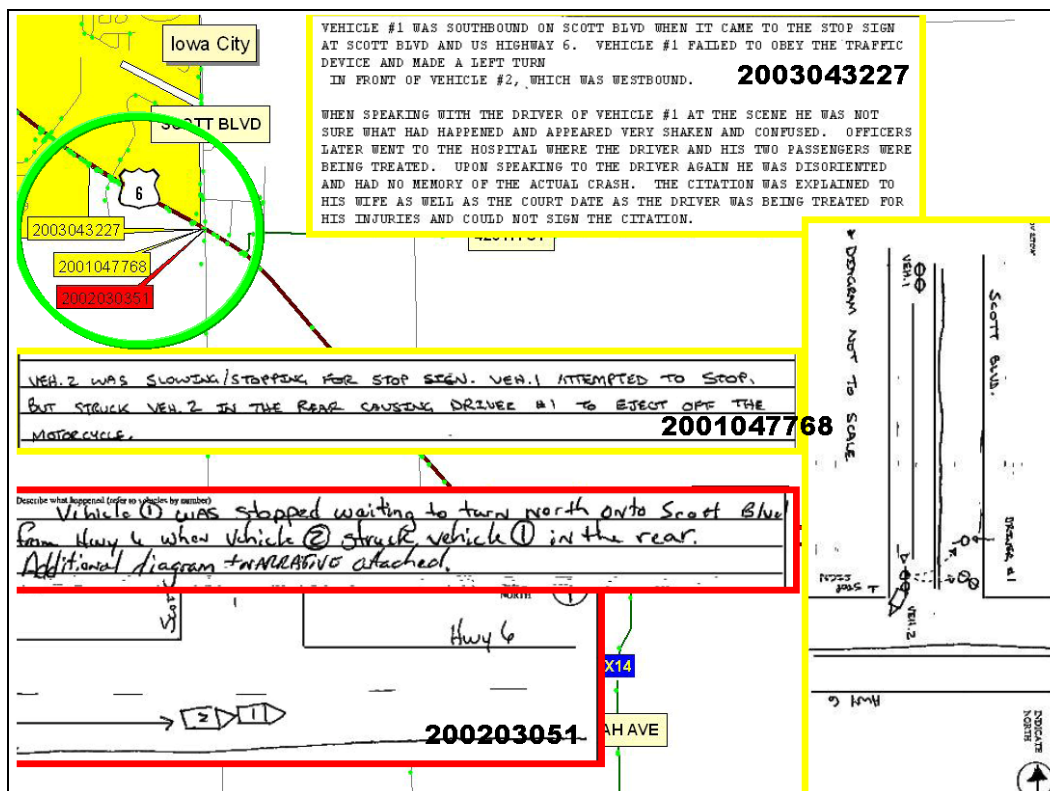 Iowa City
SCOTT BLVD
6
2003043227
2001047768
2002030351
VEHICLE #1 WAS SOUTHBOUND ON SCOTT BLVD WHEN IT CAME TO THE STOP SIGN
AT SCOTT BLVD AND US HIGHWAY 6. VEHICLE #1 FAILED TO OBEY THE TRAFFIC
DEVICE AND MADE A LEFT TURN
IN FRONT OF VEHICLE #2, WHICH WAS WESTBOUND.
2003043227
WHEN SPEAKING WITH THE DRIVER OF VEHICLE #1 AT THE SCENE HE WAS NOT
SURE WHAT HAD HAPPENED AND APPEARED VERY SHAKEN AND CONFUSED. OFFICERS
LATER WENT TO THE HOSPITAL WHERE THE DRIVER AND HIS TWO PASSENGERS WERE
BEING TREATED. UPON SPEAKING TO THE DRIVER AGAIN HE WAS DISORIENTED
AND HAD NO MEMORY OF THE ACTUAL CRASH. THE CITATION WAS EXPLAINED TO
HIS WIFE AS WELL AS THE COURT DATE AS THE DRIVER WAS BEING TREATED FOR
HIS INJURIES AND COULD NOT SIGN THE CITATION.
VEH. 2 WAS SLOWING/STOPPING FOR STOP SIGN. VEH. 1 ATTEMPTED TO STOP,
BUT STRUCK VEH. 2 IN THE REAR CAUSING DRIVER #1 TO EJECT OFF THE
MOTORCYCLE.
2001047768
Describe what happened (refer to vehicles by number)
Vehicle 1 was stopped waiting to turn north onto Scott Blvd
from Hwy 6 when vehicle 2 struck vehicle 1 in the rear.
Additional diagram + NARRATIVE attached.
NORTH
Hwy 6
2
1
200203051
X14
AH AVE
* DIAGRAM NOT TO SCALE
VEH. 1
SCOTT BLVD.
DRIVER #1
STOP SIGN
VEH. 2
HWY 6
INDICATE
NORTH